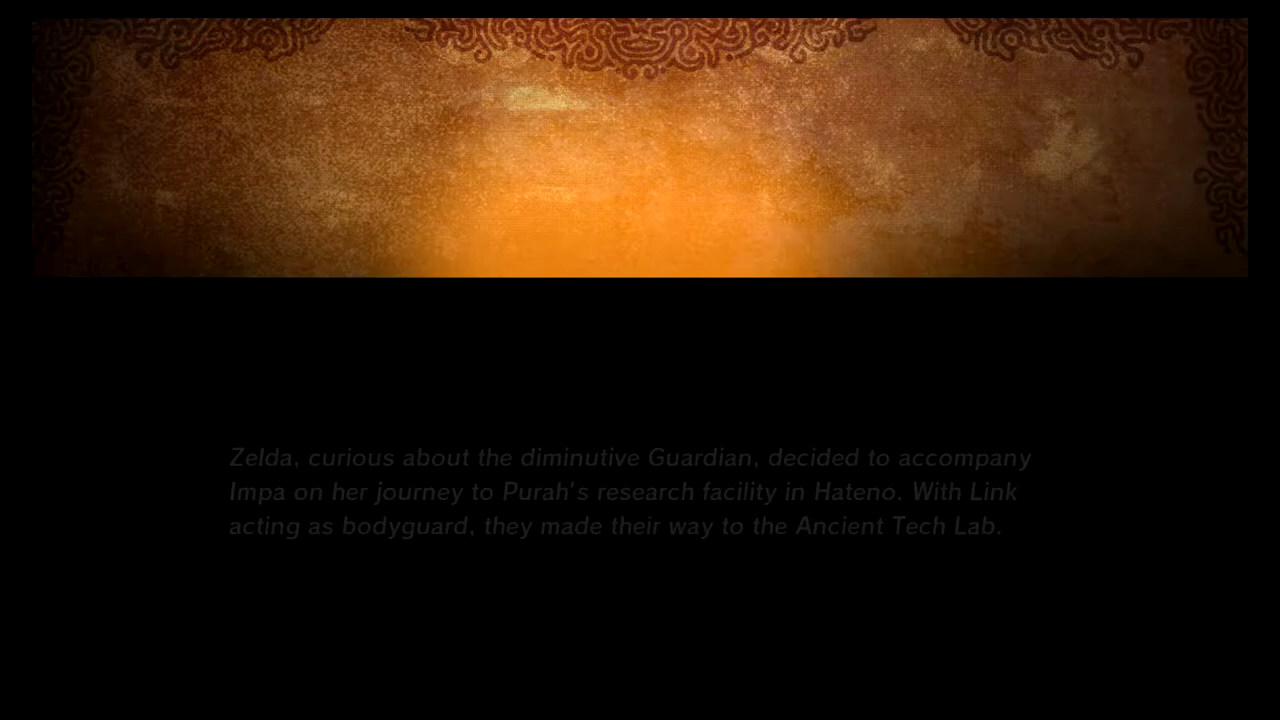 Zelda, curious about the diminutive Guardian, decided to accompany
Impa on her journey to Purah's research facility in Hateno. With Link
acting as bodyguard, they made their way to the Ancient Tech Lab.